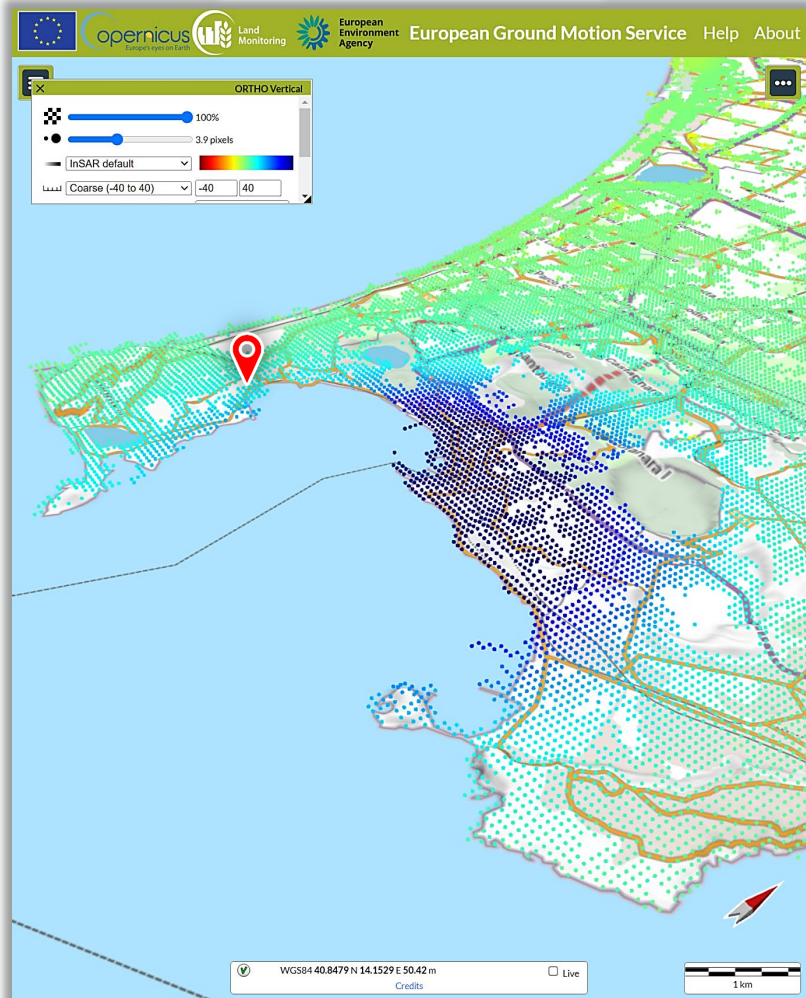 opernicus
Europe's eyes on Earth
Land
Monitoring
European
Environment
Agency
European Ground Motion Service
Help
About
ORTHO Vertical
100%
3.9 pixels
InSAR default
Coarse (-40 to 40)
-40
40
WGS84 40.8479 N 14.1529 E 50.42 m
Credits
Live
1 km